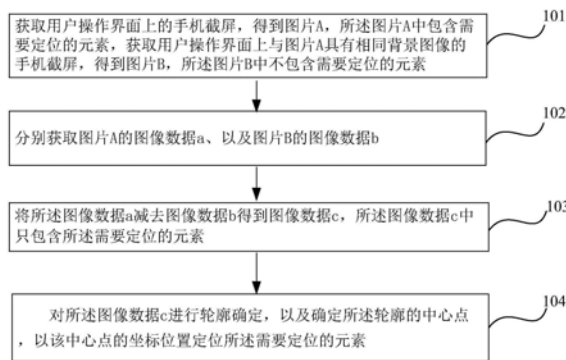 获取用户操作界面上的手机截屏，得到图片A，所述图片A中包含需
要定位的元素，获取用户操作界面上与图片A具有相同背景图像的
手机截屏，得到图片B，所述图片B中不包含需要定位的元素
101
分别获取图片A的图像数据a、以及图片B的图像数据b
102
将所述图像数据a减去图像数据b得到图像数据c，所述图像数据c中
只包含所述需要定位的元素
103
对所述图像数据c进行轮廓确定，以及确定所述轮廓的中心点
，以该中心点的坐标位置定位所述需要定位的元素
104